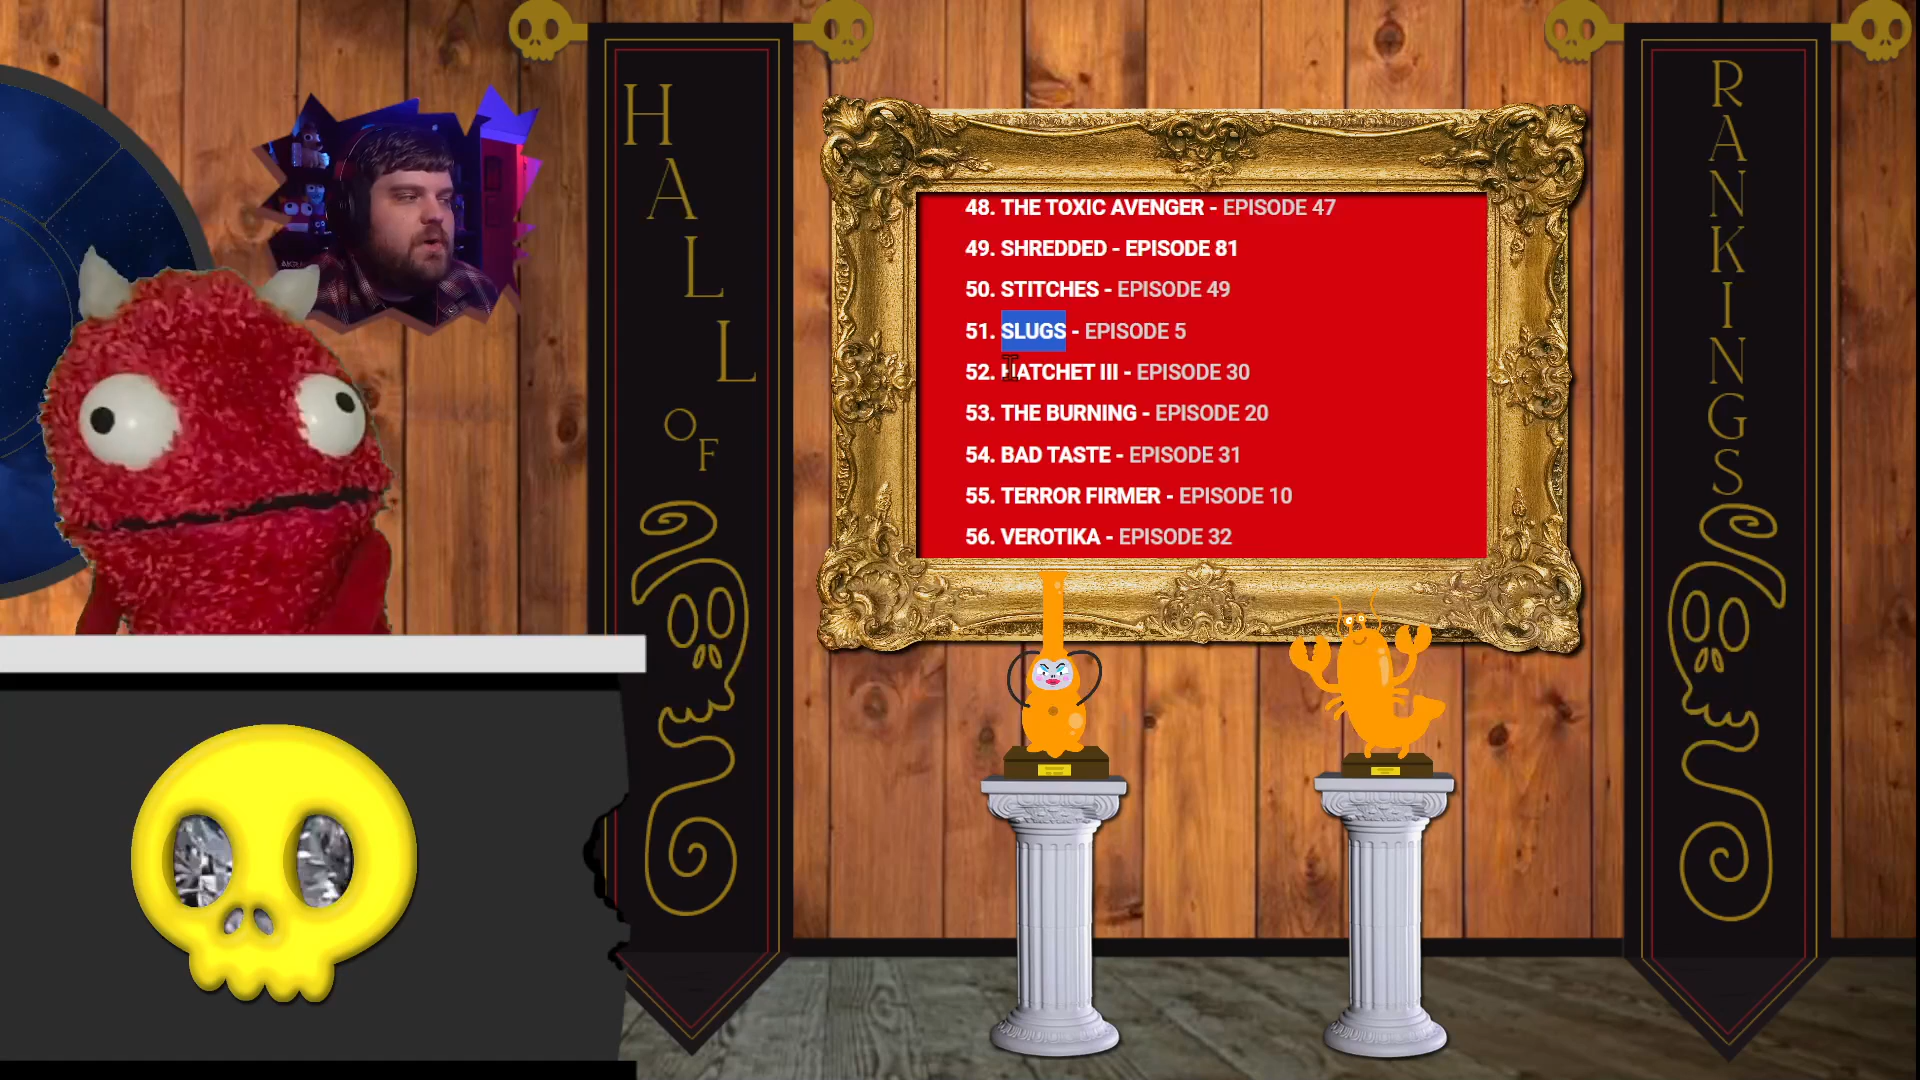 HALL
OF
48. THE TOXIC AVENGER - EPISODE 47
49. SHREDDED - EPISODE 81
50. STITCHES - EPISODE 49
51. SLUGS - EPISODE 5
52. HATCHET III - EPISODE 30
53. THE BURNING - EPISODE 20
54. BAD TASTE - EPISODE 31
55. TERROR FIRMER - EPISODE 10
56. VEROTIKA - EPISODE 32
RANKINGS